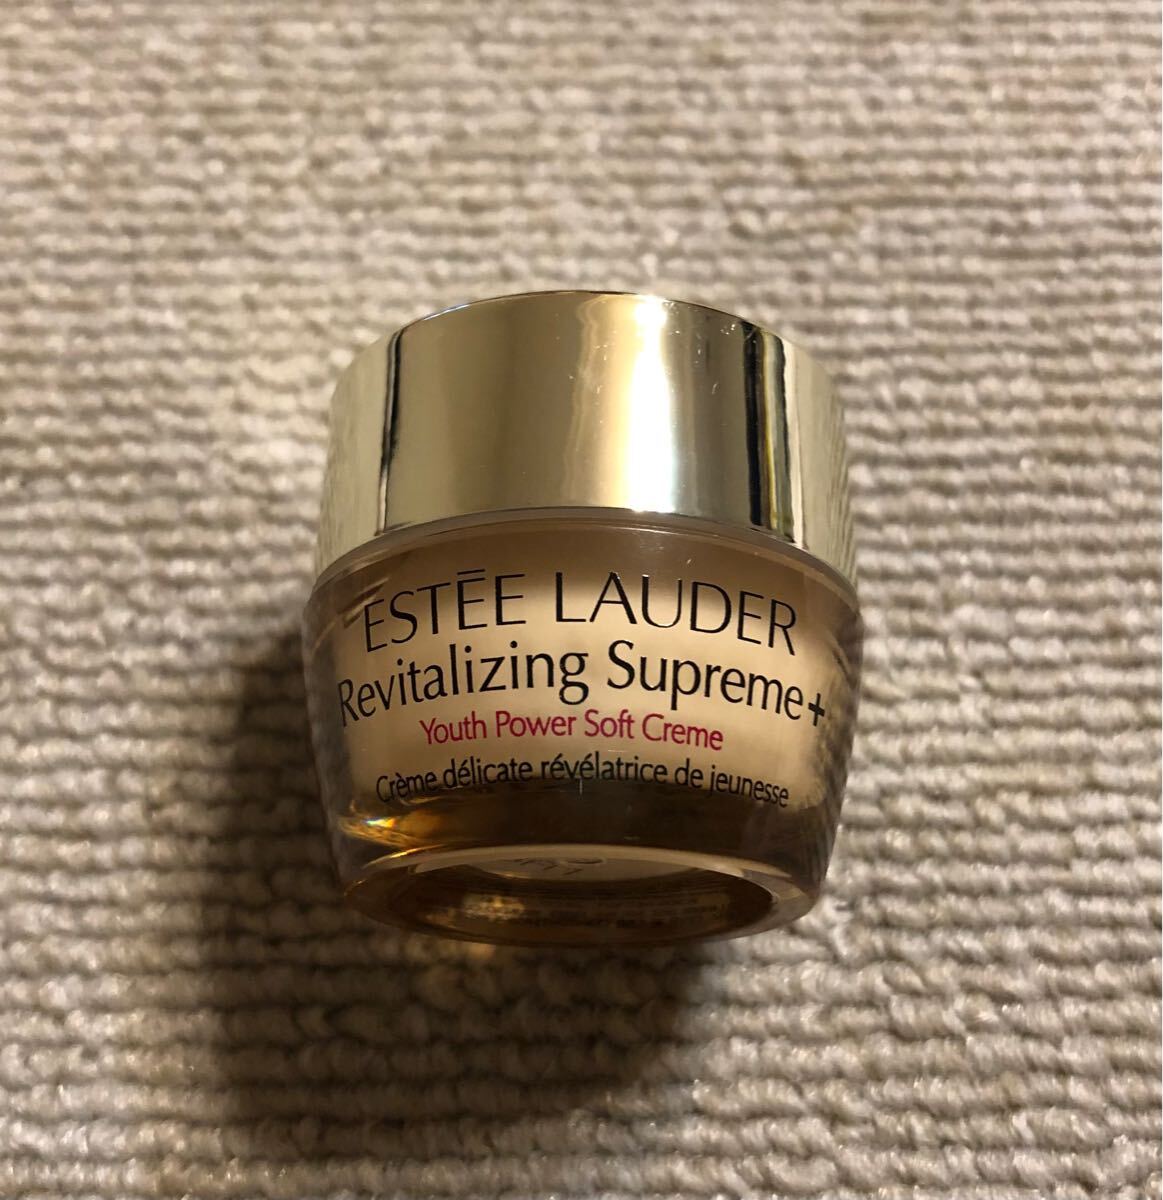 ESTĒE LAUDER
Revitalizing Supreme+
Youth Power Soft Creme
Crème délicate révélatrice de jeunesse